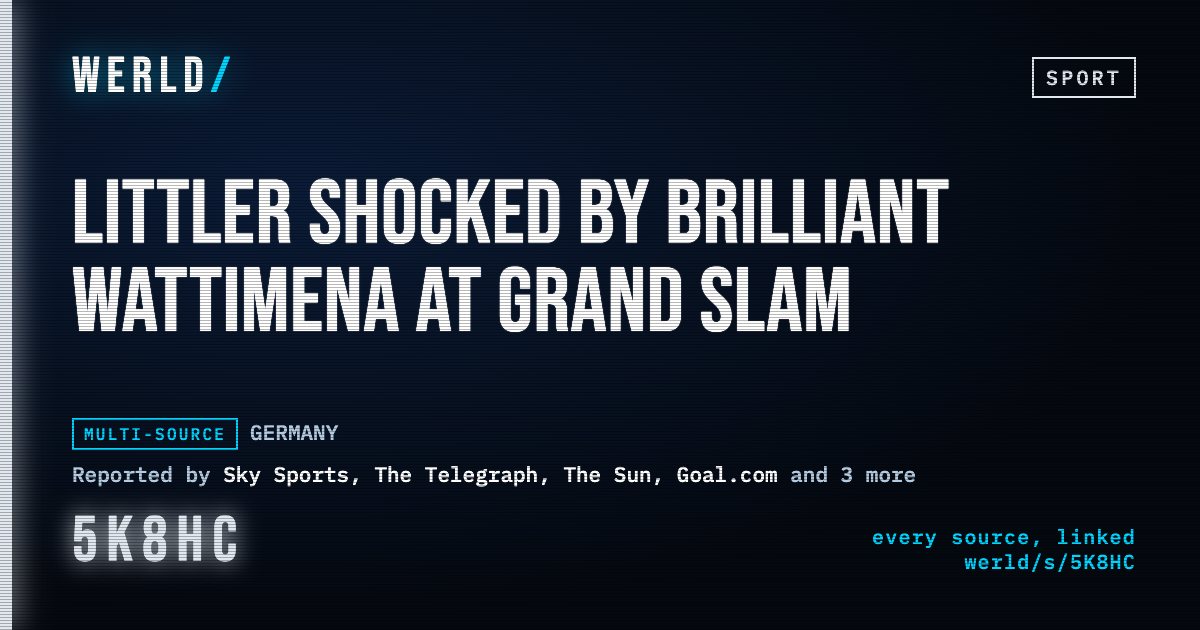 WERLD/
SPORT
LITTLER SHOCKED BY BRILLIANT
WATTIMENA AT GRAND SLAM
MULTI-SOURCE GERMANY
Reported by Sky Sports, The Telegraph, The Sun, Goal.com and 3 more
5K8HC
every source, linked
werld/s/5K8HC